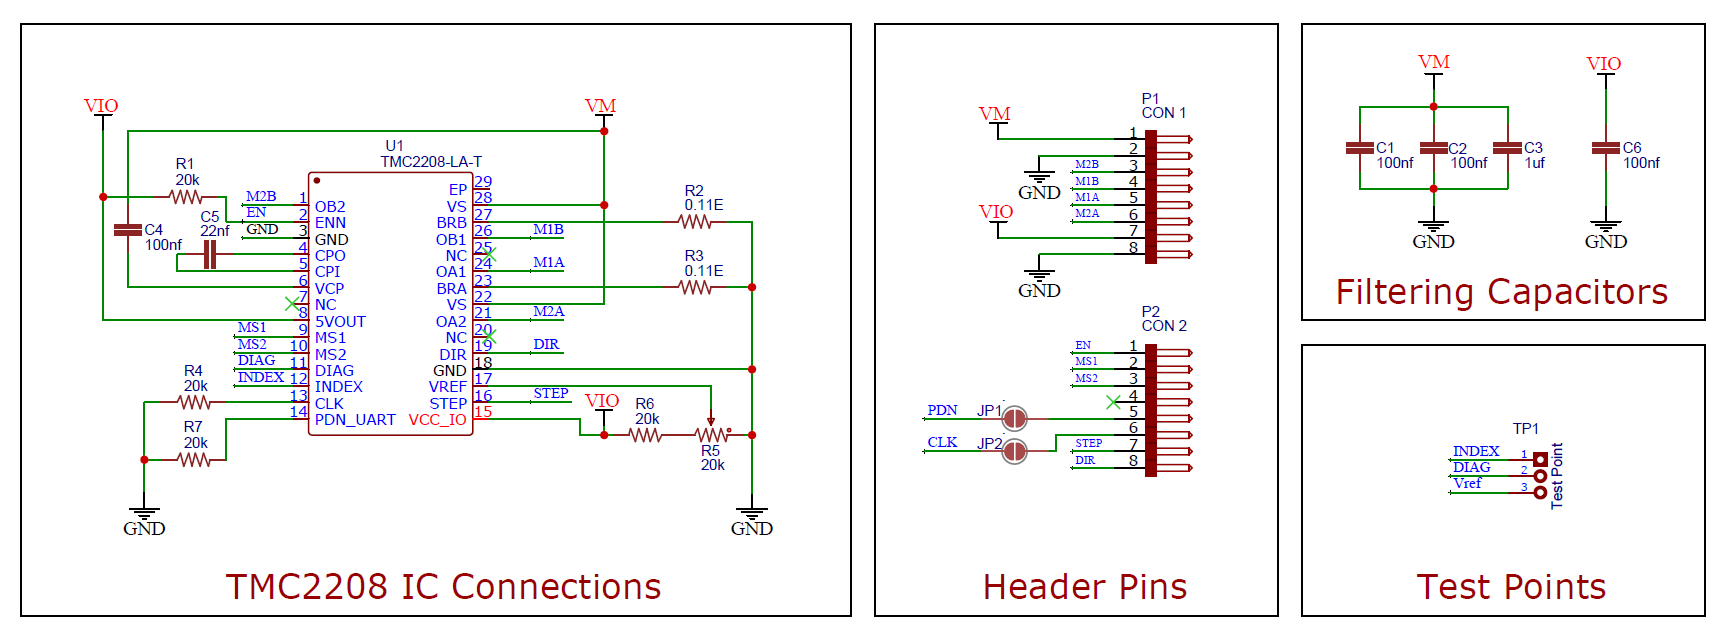 VIO
VM
U1
TMC2208-LA-T
R1
20k
C4
100nf
C5
22nf
M2B
EN
GND
1 OB2
2 ENN
3 GND
4 CPO
5 CPI
6 VCP
7 NC
8 5VOUT
MS1 9 MS1
MS2 10 MS2
DIAG 11 DIAG
INDEX 12 INDEX
13 CLK
14 PDN_UART
EP 29
VS 28
BRB 27
OB1 26 M1B
NC 25
OA1 24 M1A
BRA 23
VS 22
OA2 21 M2A
NC 20
DIR 19 DIR
GND 18
VREF 17
STEP 16 STEP
VCC_IO 15
R2
0.11E
R3
0.11E
R4
20k
R7
20k
VIO
R6
20k
R5
20k
GND
GND
TMC2208 IC Connections
P1
CON 1
VM
GND
VIO
GND
1
2
M2B 3
M1B 4
M1A 5
M2A 6
7
8
P2
CON 2
EN 1
MS1 2
MS2 3
4
PDN JP1 5
6
CLK JP2 STEP 7
DIR 8
Header Pins
VM
VIO
C1
100nf
C2
100nf
C3
1uf
C6
100nf
GND
GND
Filtering Capacitors
TP1
INDEX 1
DIAG 2
Vref 3
Test Point
Test Points